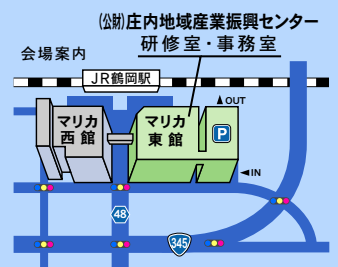 (公財)庄内地域産業振興センター
研修室・事務室
会場案内
JR鶴岡駅
OUT
マリカ
西館
マリカ
東館
P
IN
48
345